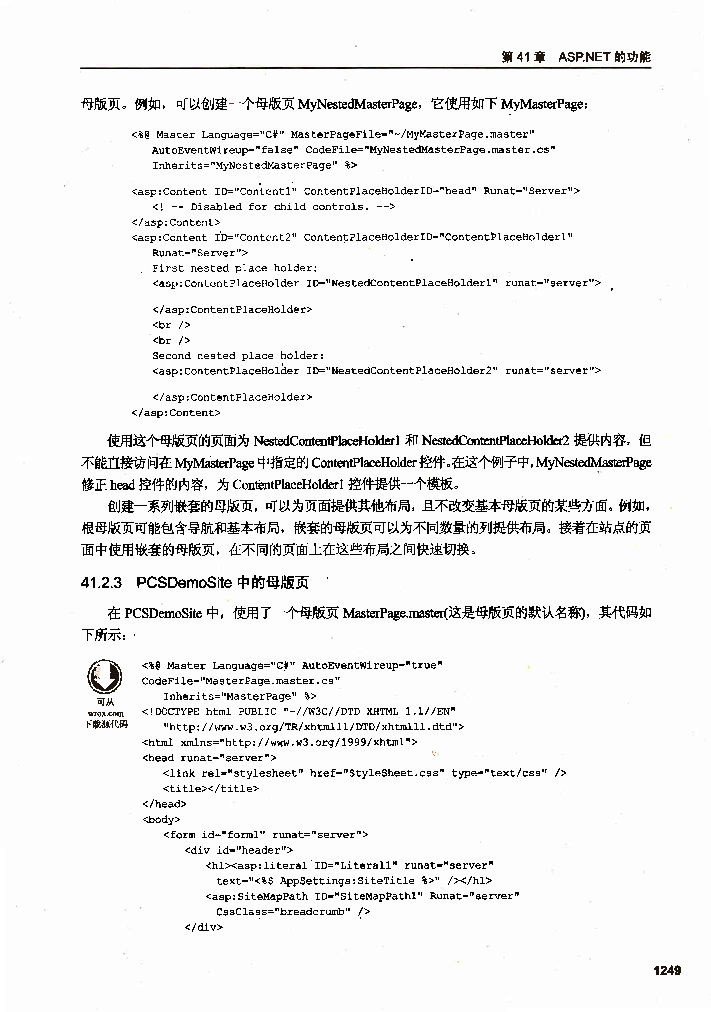 第 41 章 ASP.NET 的功能
母版页。例如，可以创建一个母版页 MyNestedMasterPage，它使用如下 MyMasterPage：
<%@ Master Language="C#" MasterPageFile="~/MyMasterPage.master"
AutoEventWireup="false" CodeFile="MyNestedMasterPage.master.cs"
Inherits="MyNestedMasterPage" %>
<asp:Content ID="Content1" ContentPlaceHolderID="head" Runat="Server">
<! -- Disabled for child controls. -->
</asp:Content>
<asp:Content ID="Content2" ContentPlaceHolderID="ContentPlaceHolder1"
Runat="Server">
First nested place holder:
<asp:ContentPlaceHolder ID="NestedContentPlaceHolder1" runat="server">
</asp:ContentPlaceHolder>
<br />
<br />
Second nested place holder:
<asp:ContentPlaceHolder ID="NestedContentPlaceHolder2" runat="server">
</asp:ContentPlaceHolder>
</asp:Content>
使用这个母版页的页面为 NestedContentPlaceHolder1 和 NestedContentPlaceHolder2 提供内容，但
不能直接访问在 MyMasterPage 中指定的 ContentPlaceHolder 控件。在这个例子中，MyNestedMasterPage
修正 head 控件的内容，为 ContentPlaceHolder1 控件提供一个模板。
创建一系列嵌套的母版页，可以为页面提供其他布局，且不改变基本母版页的某些方面。例如，
根母版页可能包含导航和基本布局，嵌套的母版页可以为不同数量的列提供布局。接着在站点的页
面中使用嵌套的母版页，在不同的页面上在这些布局之间快速切换。
41.2.3 PCSDemoSite 中的母版页
在 PCSDemoSite 中，使用了一个母版页 MasterPage.master(这是母版页的默认名称)，其代码如
下所示：
可从
wrox.com
下载源代码
<%@ Master Language="C#" AutoEventWireup="true"
CodeFile="MasterPage.master.cs"
Inherits="MasterPage" %>
<!DOCTYPE html PUBLIC "-//W3C//DTD XHTML 1.1//EN"
"http://www.w3.org/TR/xhtml11/DTD/xhtml11.dtd">
<html xmlns="http://www.w3.org/1999/xhtml">
<head runat="server">
<link rel="stylesheet" href="StyleSheet.css" type="text/css" />
<title></title>
</head>
<body>
<form id="form1" runat="server">
<div id="header">
<h1><asp:literal ID="Literal1" runat="server"
text="<%$ AppSettings:SiteTitle %>" /></h1>
<asp:SiteMapPath ID="SiteMapPath1" Runat="server"
CssClass="breadcrumb" />
</div>
1249